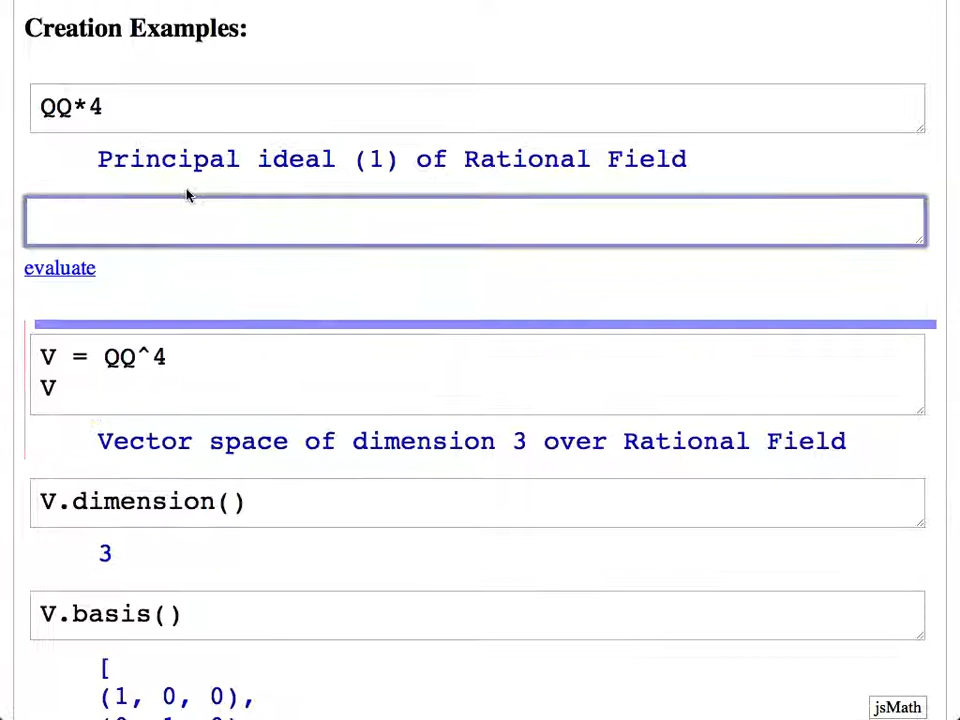 Creation Examples:
QQ*4
Principal ideal (1) of Rational Field
evaluate
V = QQ^4
V
Vector space of dimension 3 over Rational Field
V.dimension()
3
V.basis()
[
(1, 0, 0),
jsMath